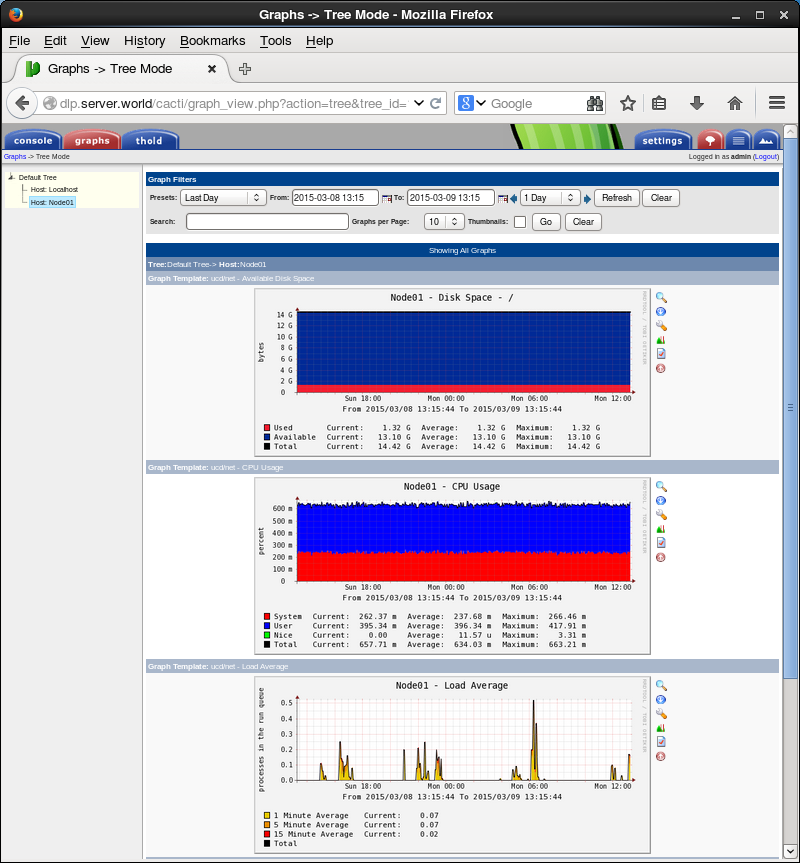 Graphs -> Tree Mode - Mozilla Firefox
File Edit View History Bookmarks Tools Help
Graphs -> Tree Mode
dlp.server.world/cacti/graph_view.php?action=tree&tree_id=
Google
console graphs thold settings
Graphs -> Tree Mode
Logged in as admin (Logout)
Default Tree
Host: Localhost
Host: Node01
Graph Filters
Presets: Last Day From: 2015-03-08 13:15 To: 2015-03-09 13:15 1 Day Refresh Clear
Search: Graphs per Page: 10 Thumbnails: Go Clear
Showing All Graphs
Tree:Default Tree-> Host:Node01
Graph Template: ucd/net - Available Disk Space
Node01 - Disk Space - /
bytes
14 G
12 G
10 G
8 G
6 G
4 G
2 G
0
Sun 18:00 Mon 00:00 Mon 06:00 Mon 12:00
From 2015/03/08 13:15:44 To 2015/03/09 13:15:44
Used Current: 1.32 G Average: 1.32 G Maximum: 1.32 G
Available Current: 13.10 G Average: 13.10 G Maximum: 13.10 G
Total Current: 14.42 G Average: 14.42 G Maximum: 14.42 G
RRDTOOL / TOBI OETIKER
Graph Template: ucd/net - CPU Usage
Node01 - CPU Usage
percent
600 m
500 m
400 m
300 m
200 m
100 m
0
Sun 18:00 Mon 00:00 Mon 06:00 Mon 12:00
From 2015/03/08 13:15:44 To 2015/03/09 13:15:44
System Current: 262.37 m Average: 237.68 m Maximum: 266.46 m
User Current: 395.34 m Average: 396.34 m Maximum: 417.91 m
Nice Current: 0.00 Average: 11.57 u Maximum: 3.31 m
Total Current: 657.71 m Average: 634.03 m Maximum: 663.21 m
RRDTOOL / TOBI OETIKER
Graph Template: ucd/net - Load Average
Node01 - Load Average
processes in the run queue
0.5
0.4
0.3
0.2
0.1
0.0
Sun 18:00 Mon 00:00 Mon 06:00 Mon 12:00
From 2015/03/08 13:15:44 To 2015/03/09 13:15:44
1 Minute Average Current: 0.07
5 Minute Average Current: 0.07
15 Minute Average Current: 0.02
Total
RRDTOOL / TOBI OETIKER